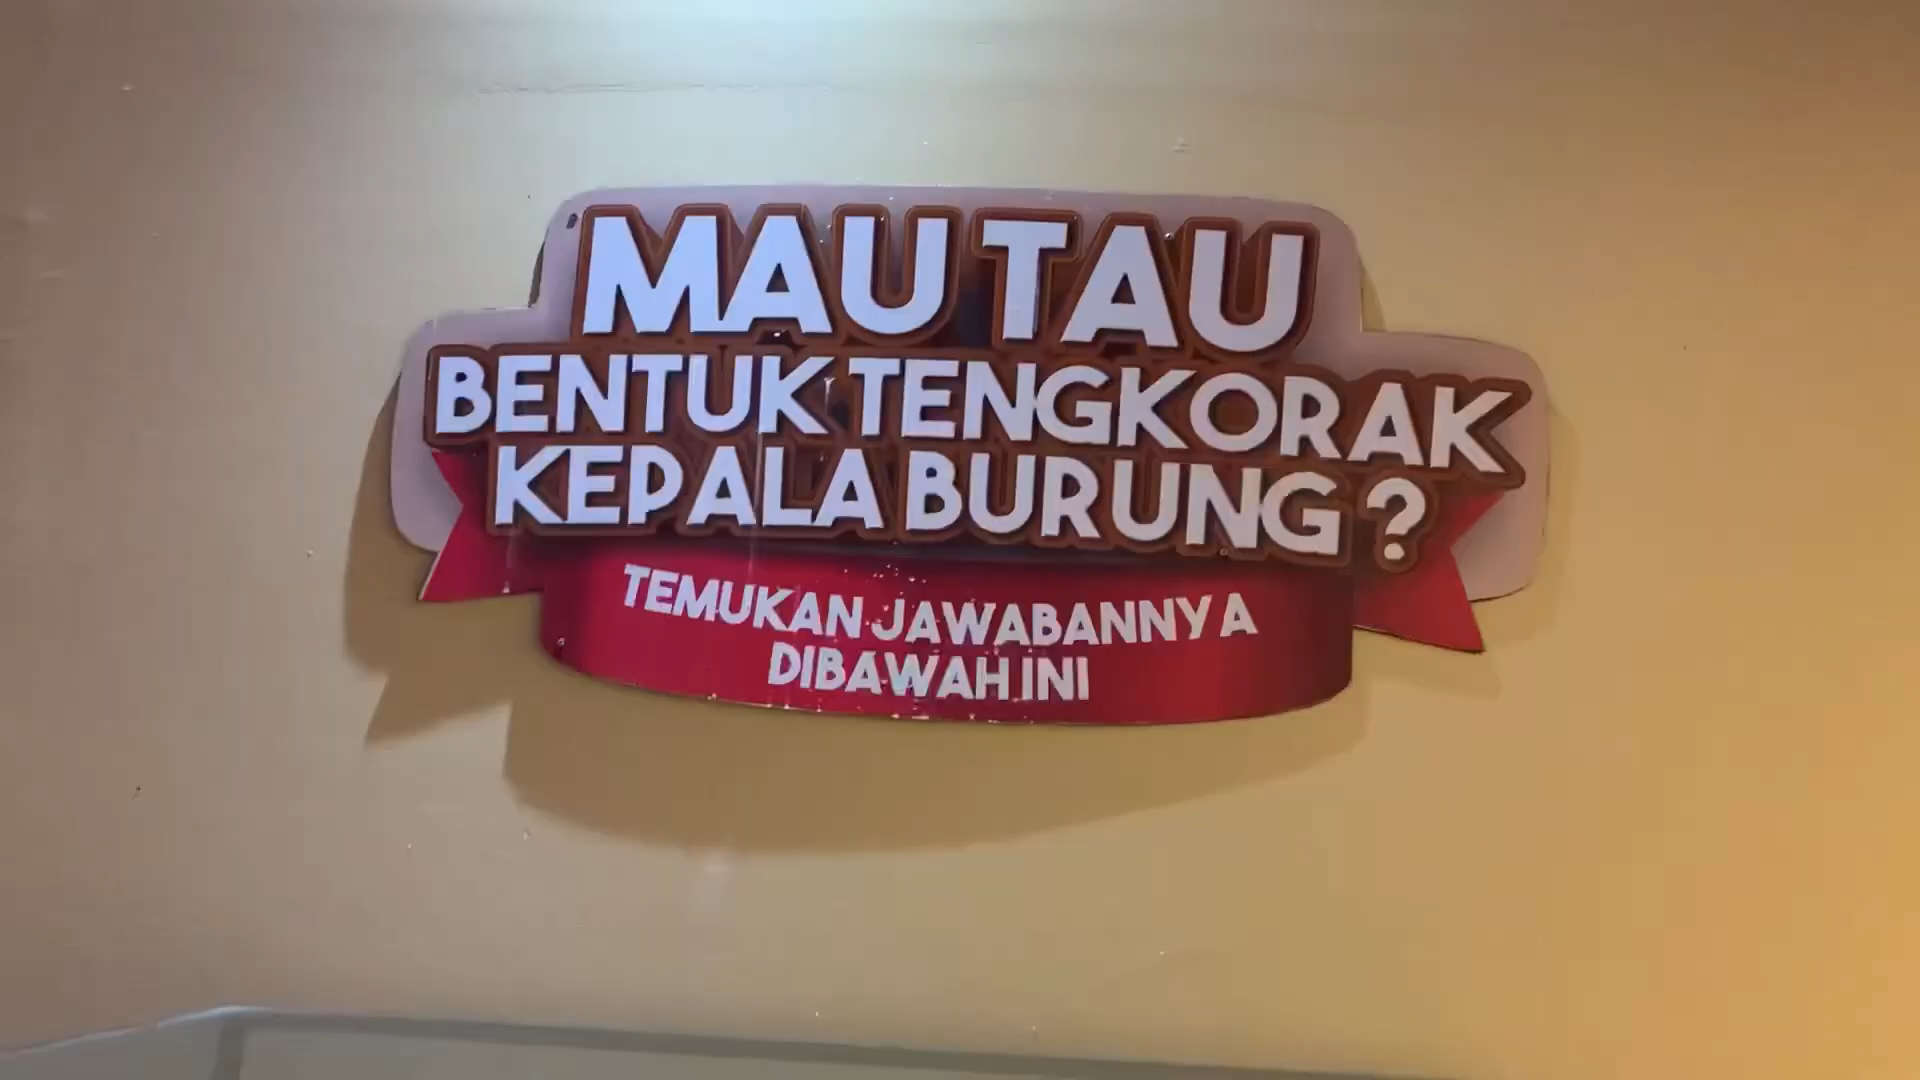 MAU TAU
BENTUK TENGKORAK
KEPALA BURUNG ?
TEMUKAN JAWABANNYA
DIBAWAH INI